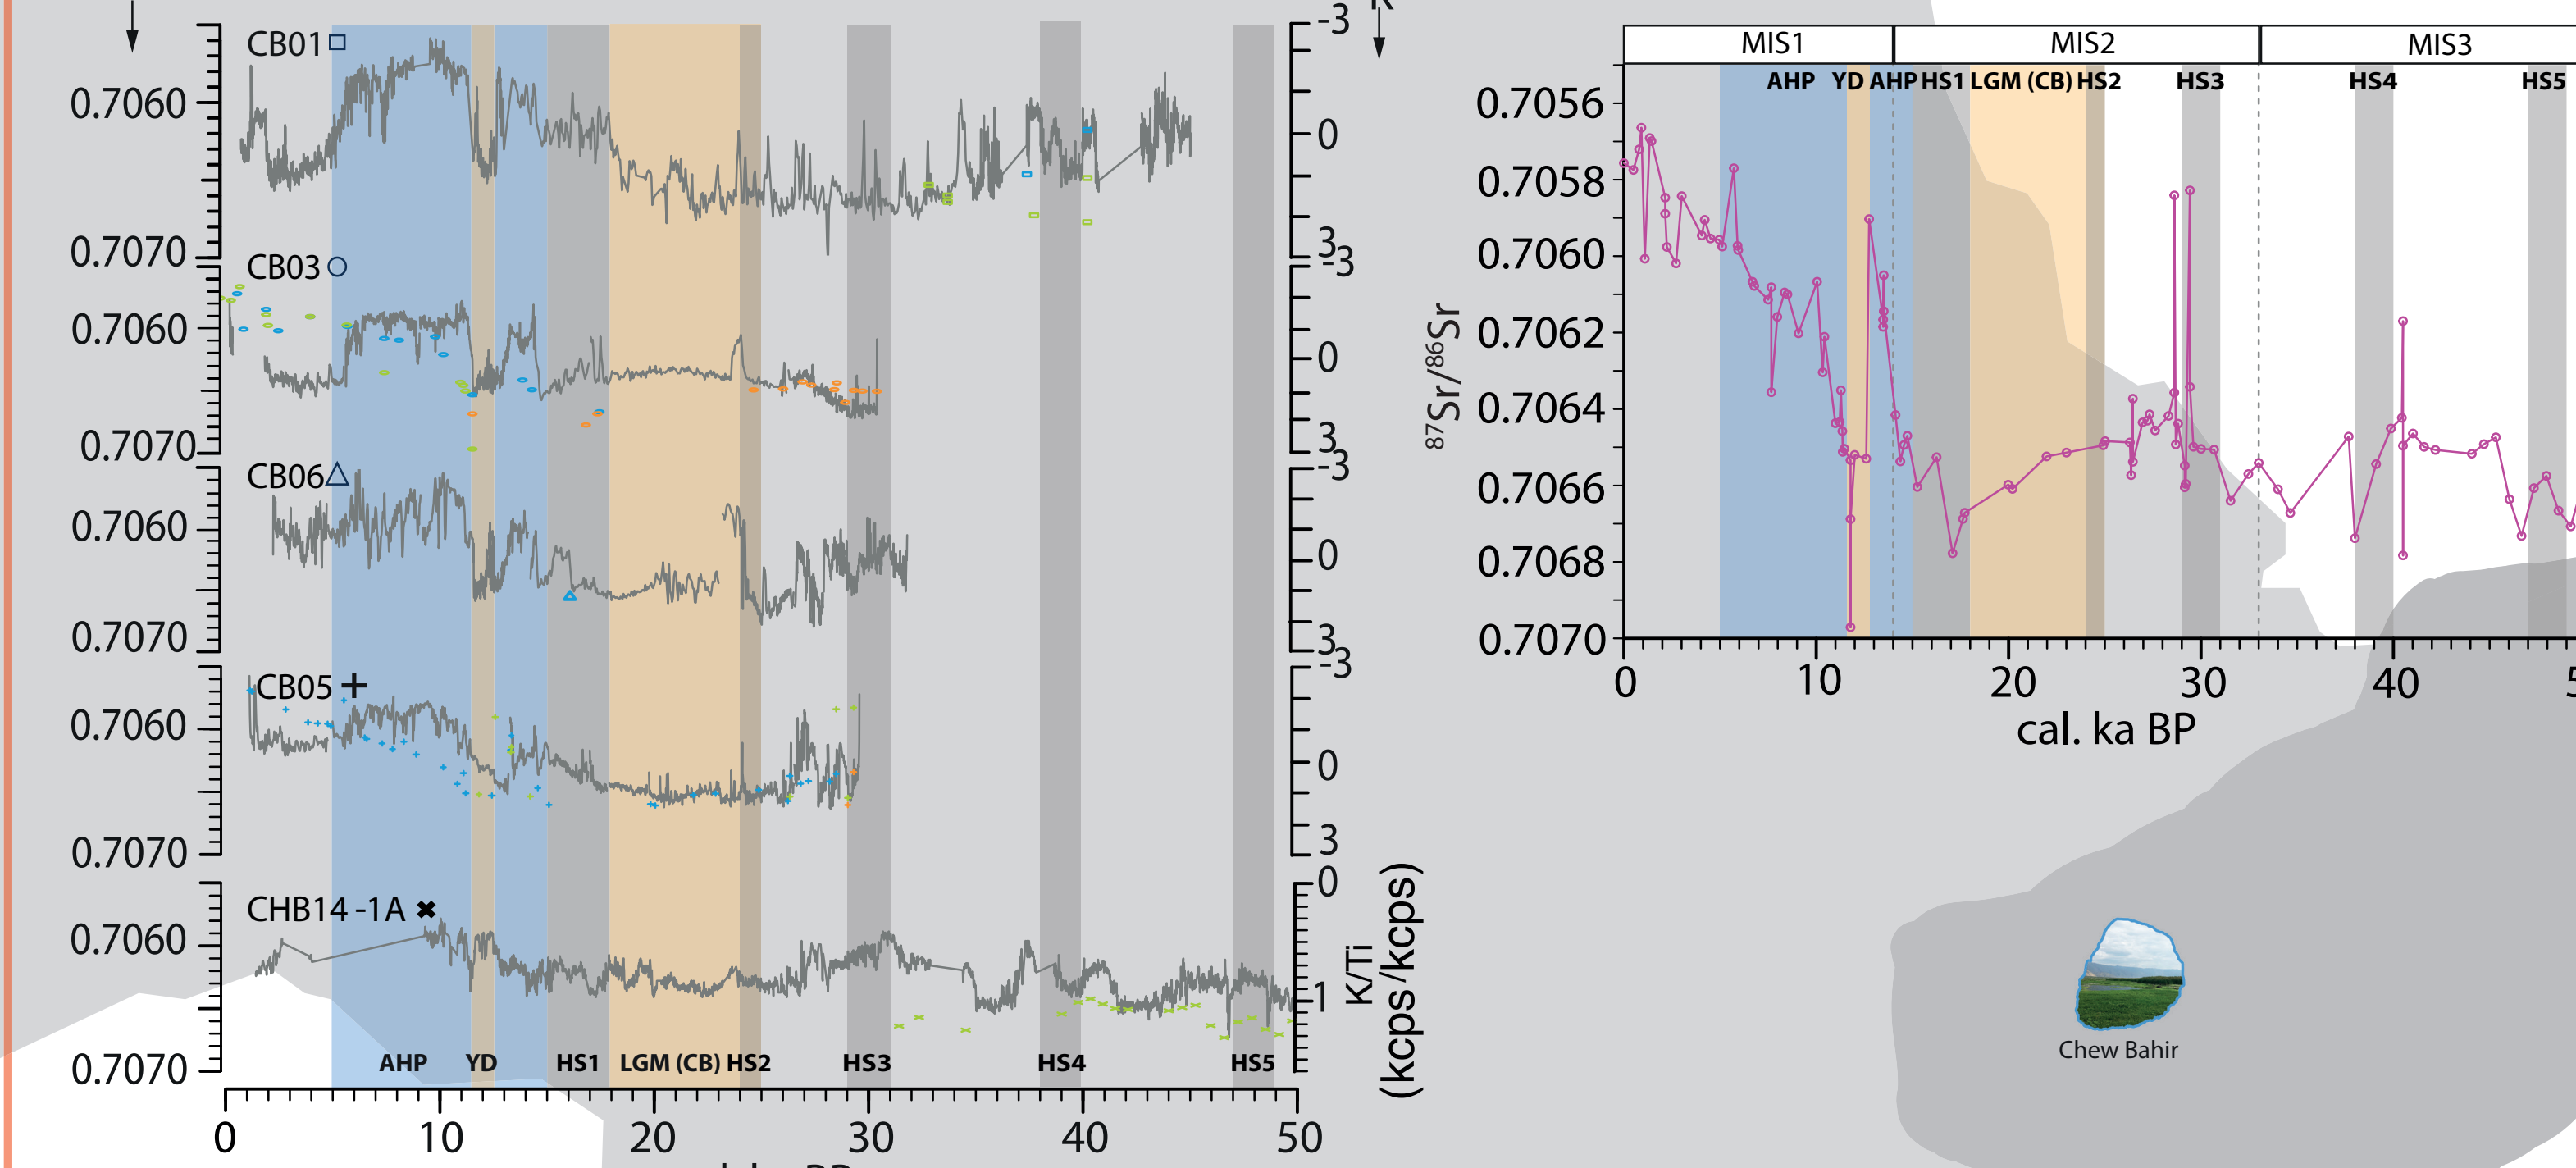 CB01
0.7060
0.7070
-3
0
3
CB03
0.7060
0.7070
-3
0
3
CB06
0.7060
0.7070
-3
0
3
CB05
0.7060
0.7070
-3
0
3
CHB14 -1A
0.7060
0.7070
0
1
K/Ti
(kcps/kcps)
AHP YD HS1 LGM (CB) HS2 HS3 HS4 HS5
0 10 20 30 40 50
MIS1 MIS2 MIS3
AHP YD AHP HS1 LGM (CB) HS2 HS3 HS4 HS5
⁸⁷Sr/⁸⁶Sr
0.7056
0.7058
0.7060
0.7062
0.7064
0.7066
0.7068
0.7070
0 10 20 30 40
cal. ka BP
Chew Bahir